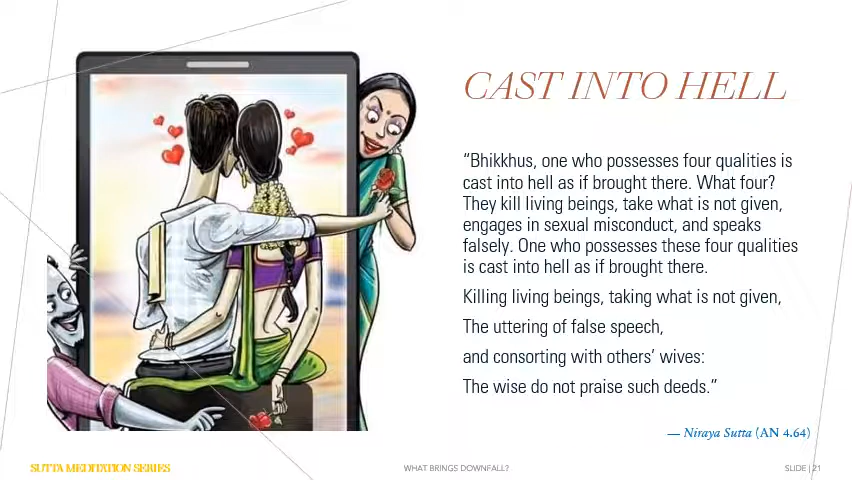 CAST INTO HELL
“Bhikkhus, one who possesses four qualities is
cast into hell as if brought there. What four?
They kill living beings, take what is not given,
engages in sexual misconduct, and speaks
falsely. One who possesses these four qualities
is cast into hell as if brought there.
Killing living beings, taking what is not given,
The uttering of false speech,
and consorting with others’ wives:
The wise do not praise such deeds.”
— Niraya Sutta (AN 4.64)
SUTTA MEDITATION SERIES
WHAT BRINGS DOWNFALL?
SLIDE | 21